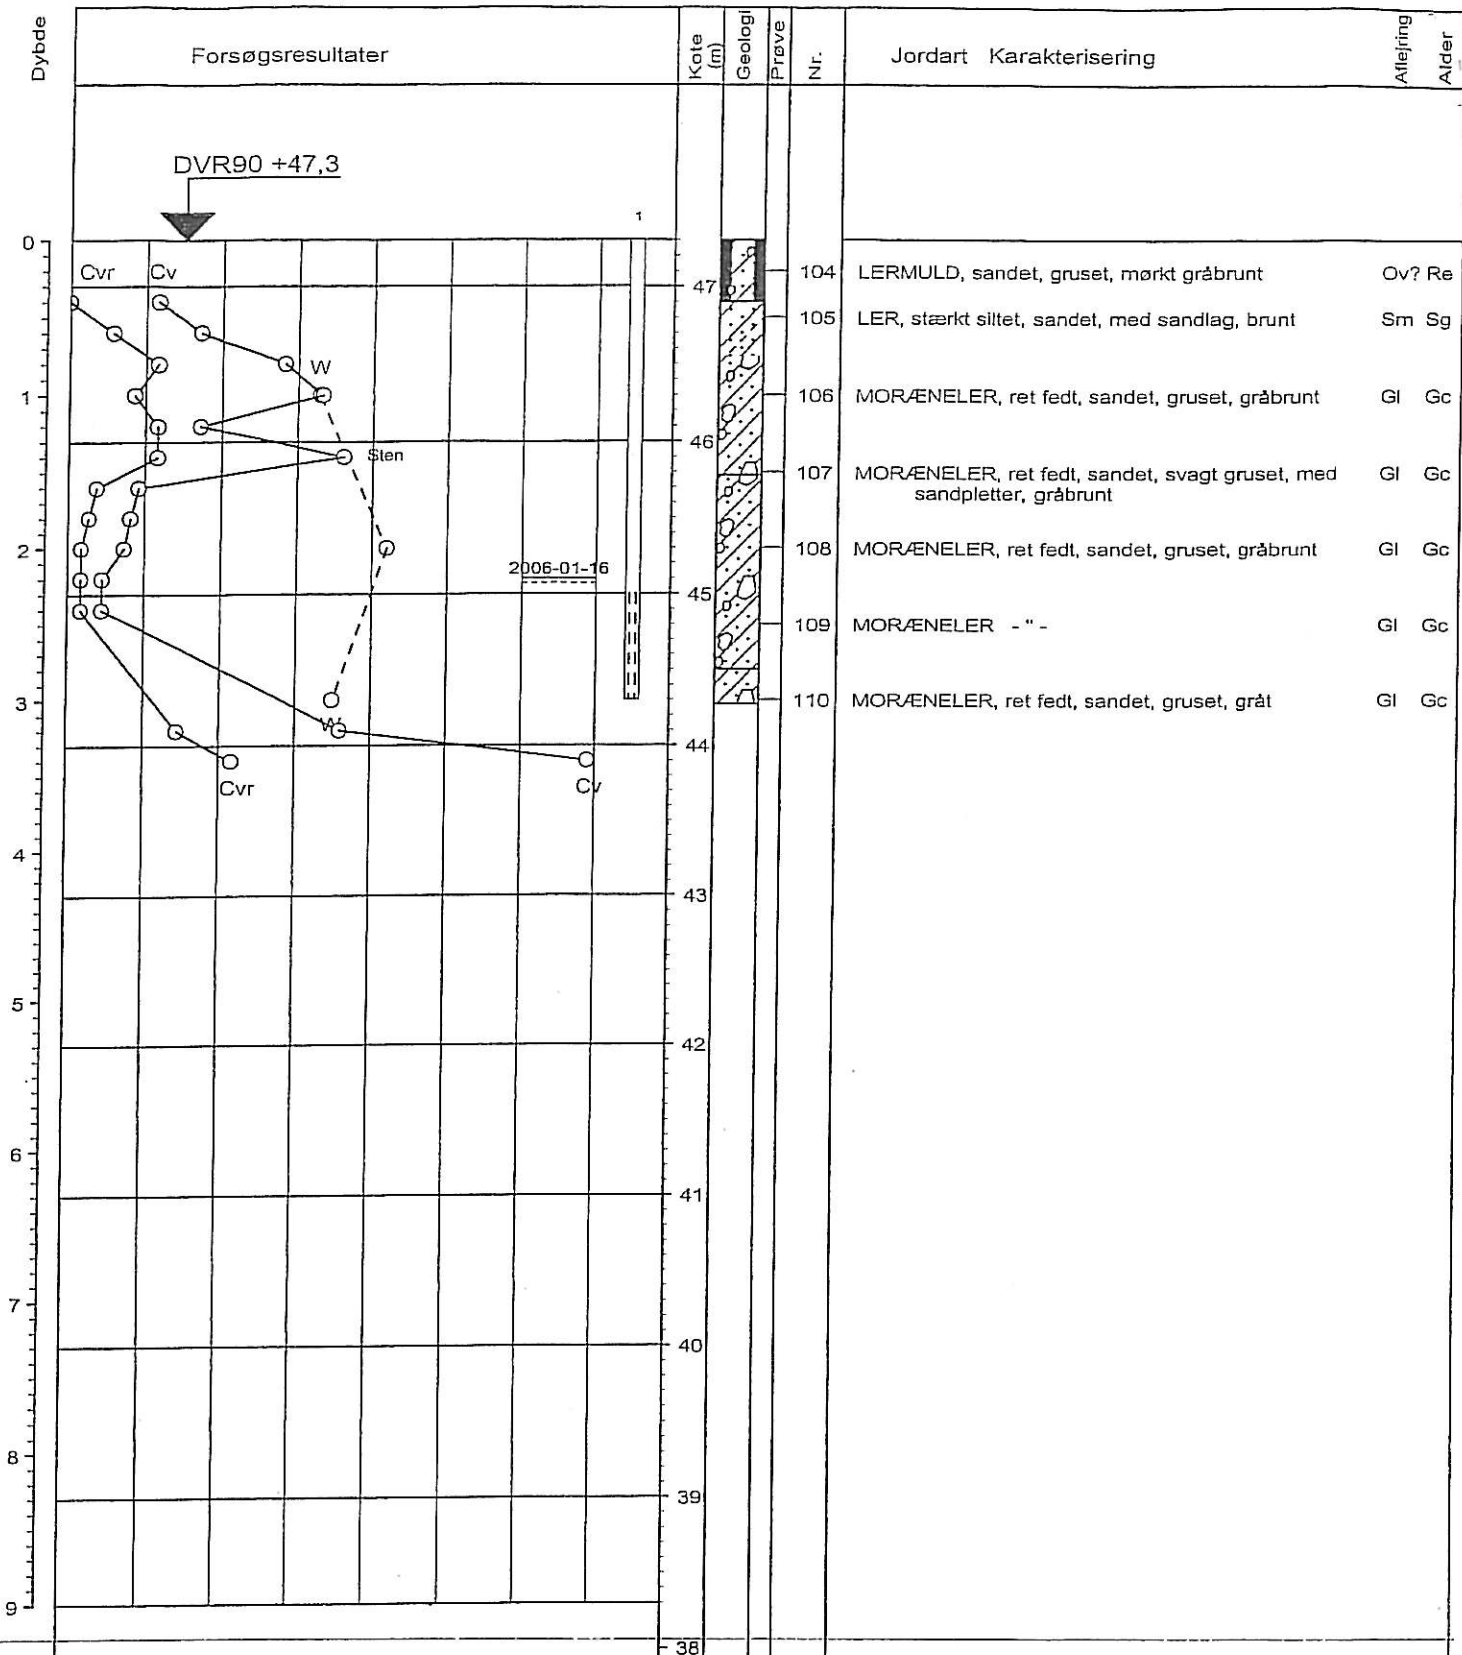 Dybde
Forsøgsresultater
Kote (m)
Geologi
Prøve
Nr.
Jordart Karakterisering
Aflejring
Alder
DVR90 +47,3
1
0
Cvr Cv
47
104 LERMULD, sandet, gruset, mørkt gråbrunt Ov? Re
105 LER, stærkt siltet, sandet, med sandlag, brunt Sm Sg
W
1
106 MORÆNELER, ret fedt, sandet, gruset, gråbrunt Gl Gc
46
Sten
107 MORÆNELER, ret fedt, sandet, svagt gruset, med Gl Gc
sandpletter, gråbrunt
2
108 MORÆNELER, ret fedt, sandet, gruset, gråbrunt Gl Gc
2006-01-16
45
109 MORÆNELER - " - Gl Gc
3
110 MORÆNELER, ret fedt, sandet, gruset, gråt Gl Gc
W
44
Cvr
Cv
4
43
5
42
6
41
7
40
8
39
9
38